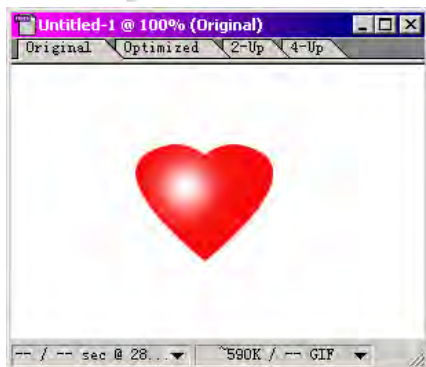 Untitled-1 @ 100% (Original)
Original Optimized 2-Up 4-Up
-- / -- sec @ 28... ~590K / -- GIF